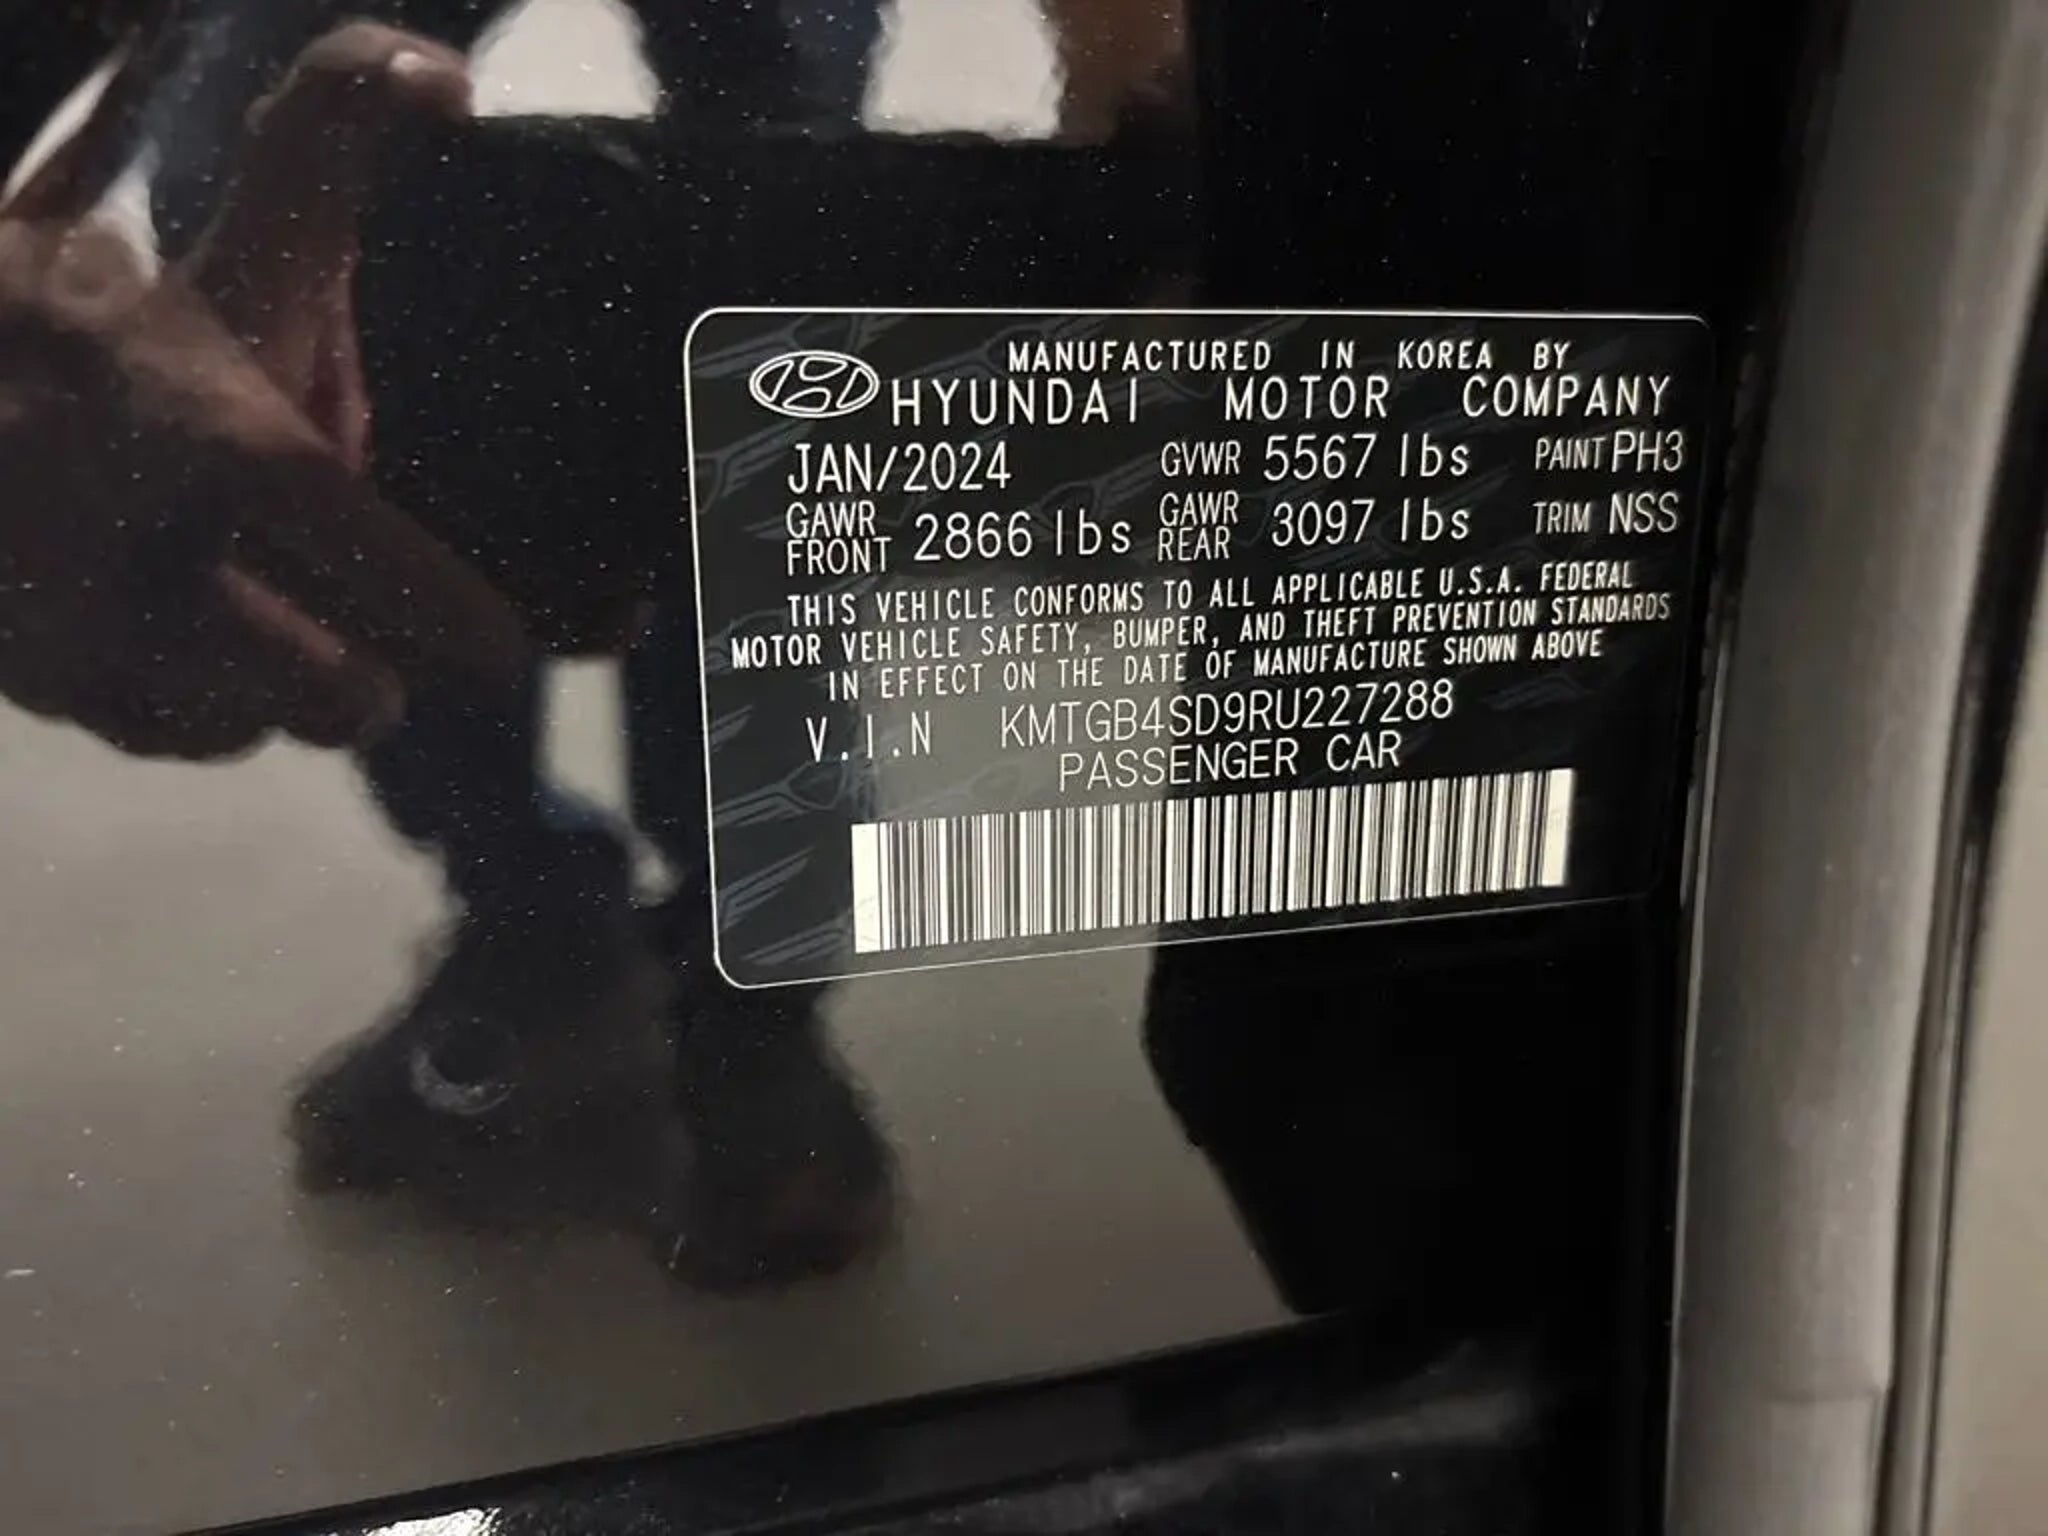 MANUFACTURED IN KOREA BY
HYUNDAI MOTOR COMPANY
JAN/2024 GVWR 5567 lbs PAINT PH3
GAWR FRONT 2866 lbs GAWR REAR 3097 lbs TRIM NSS
THIS VEHICLE CONFORMS TO ALL APPLICABLE U.S.A. FEDERAL
MOTOR VEHICLE SAFETY, BUMPER, AND THEFT PREVENTION STANDARDS
IN EFFECT ON THE DATE OF MANUFACTURE SHOWN ABOVE
V.I.N KMTGB4SD9RU227288
PASSENGER CAR